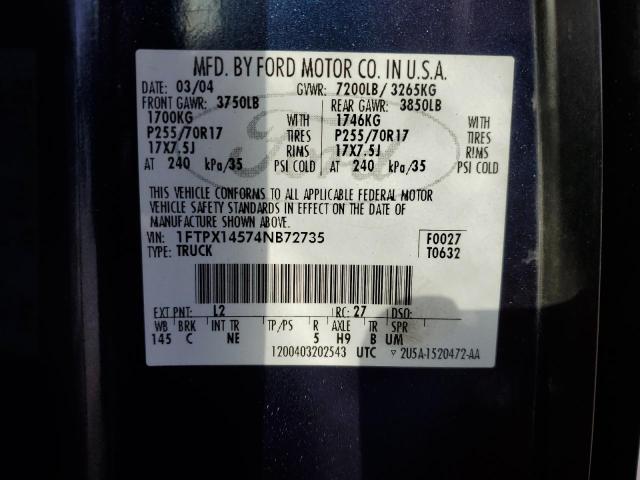 MFD. BY FORD MOTOR CO. IN U.S.A.
DATE: 03/04 GVWR: 7200LB/ 3265KG
FRONT GAWR: 3750LB REAR GAWR: 3850LB
1700KG WITH 1746KG WITH
P255/70R17 TIRES P255/70R17 TIRES
17X7.5J RIMS 17X7.5J RIMS
AT 240 kPa/35 PSI COLD AT 240 kPa/35 PSI COLD
Ford
THIS VEHICLE CONFORMS TO ALL APPLICABLE FEDERAL MOTOR
VEHICLE SAFETY STANDARDS IN EFFECT ON THE DATE OF
MANUFACTURE SHOWN ABOVE.
VIN: 1FTPX14574NB72735 F0027
TYPE: TRUCK T0632
EXT PNT: L2 RC: 27 DSO:
WB BRK INT TR TP/PS R AXLE TR SPR
145 C NE 5 H9 B UM
1200403202543 UTC ▽ 2U5A-1520472-AA